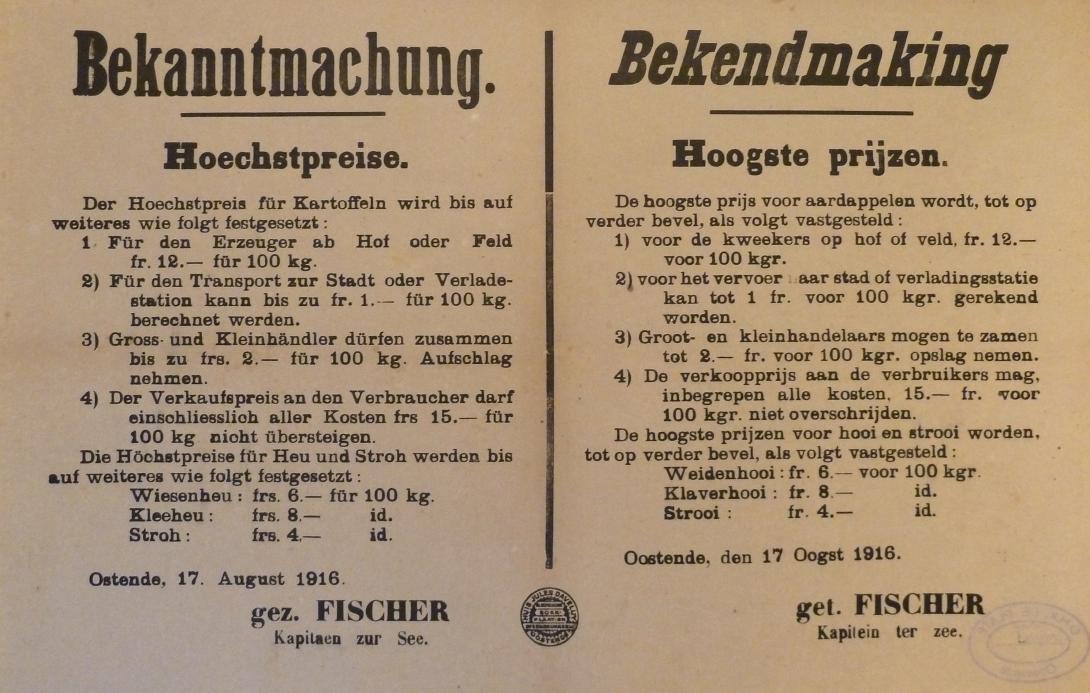 Bekanntmachung.
Hoechstpreise.
Der Hoechstpreis für Kartoffeln wird bis auf
weiteres wie folgt festgesetzt :
1 Für den Erzeuger ab Hof oder Feld
fr. 12.— für 100 kg.
2) Für den Transport zur Stadt oder Verlade-
station kann bis zu fr. 1.— für 100 kg.
berechnet werden.
3) Gross- und Kleinhändler dürfen zusammen
bis zu frs. 2.— für 100 kg. Aufschlag
nehmen.
4) Der Verkaufspreis an den Verbraucher darf
einschliesslich aller Kosten frs 15.— für
100 kg nicht übersteigen.
Die Höchstpreise für Heu und Stroh werden bis
auf weiteres wie folgt festgesetzt :
Wiesenheu : frs. 6.— für 100 kg.
Kleeheu : frs. 8.— id.
Stroh : frs. 4.— id.
Ostende, 17. August 1916.
gez. FISCHER
Kapitaen zur See.
Bekendmaking
Hoogste prijzen.
De hoogste prijs voor aardappelen wordt, tot op
verder bevel, als volgt vastgesteld :
1) voor de kweekers op hof of veld, fr. 12.—
voor 100 kgr.
2) voor het vervoer aar stad of verladingsstatie
kan tot 1 fr. voor 100 kgr. gerekend
worden.
3) Groot- en kleinhandelaars mogen te zamen
tot 2.— fr. voor 100 kgr. opslag nemen.
4) De verkoopprijs aan de verbruikers mag,
inbegrepen alle kosten, 15.— fr. voor
100 kgr. niet overschrijden.
De hoogste prijzen voor hooi en strooi worden,
tot op verder bevel, als volgt vastgesteld :
Weidenhooi : fr. 6.— voor 100 kgr.
Klaverhooi : fr. 8.— id.
Strooi : fr. 4.— id.
Oostende, den 17 Oogst 1916.
get. FISCHER
Kapitein ter zee.
HUIS JULES DAVELUY
OOSTENDE